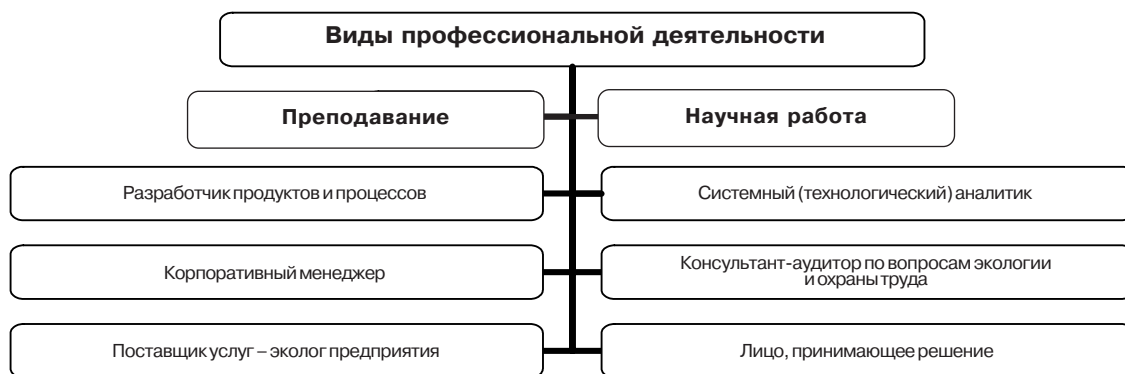 Виды профессиональной деятельности
Преподавание
Научная работа
Разработчик продуктов и процессов
Системный (технологический) аналитик
Корпоративный менеджер
Консультант-аудитор по вопросам экологии
и охраны труда
Поставщик услуг – эколог предприятия
Лицо, принимающее решение